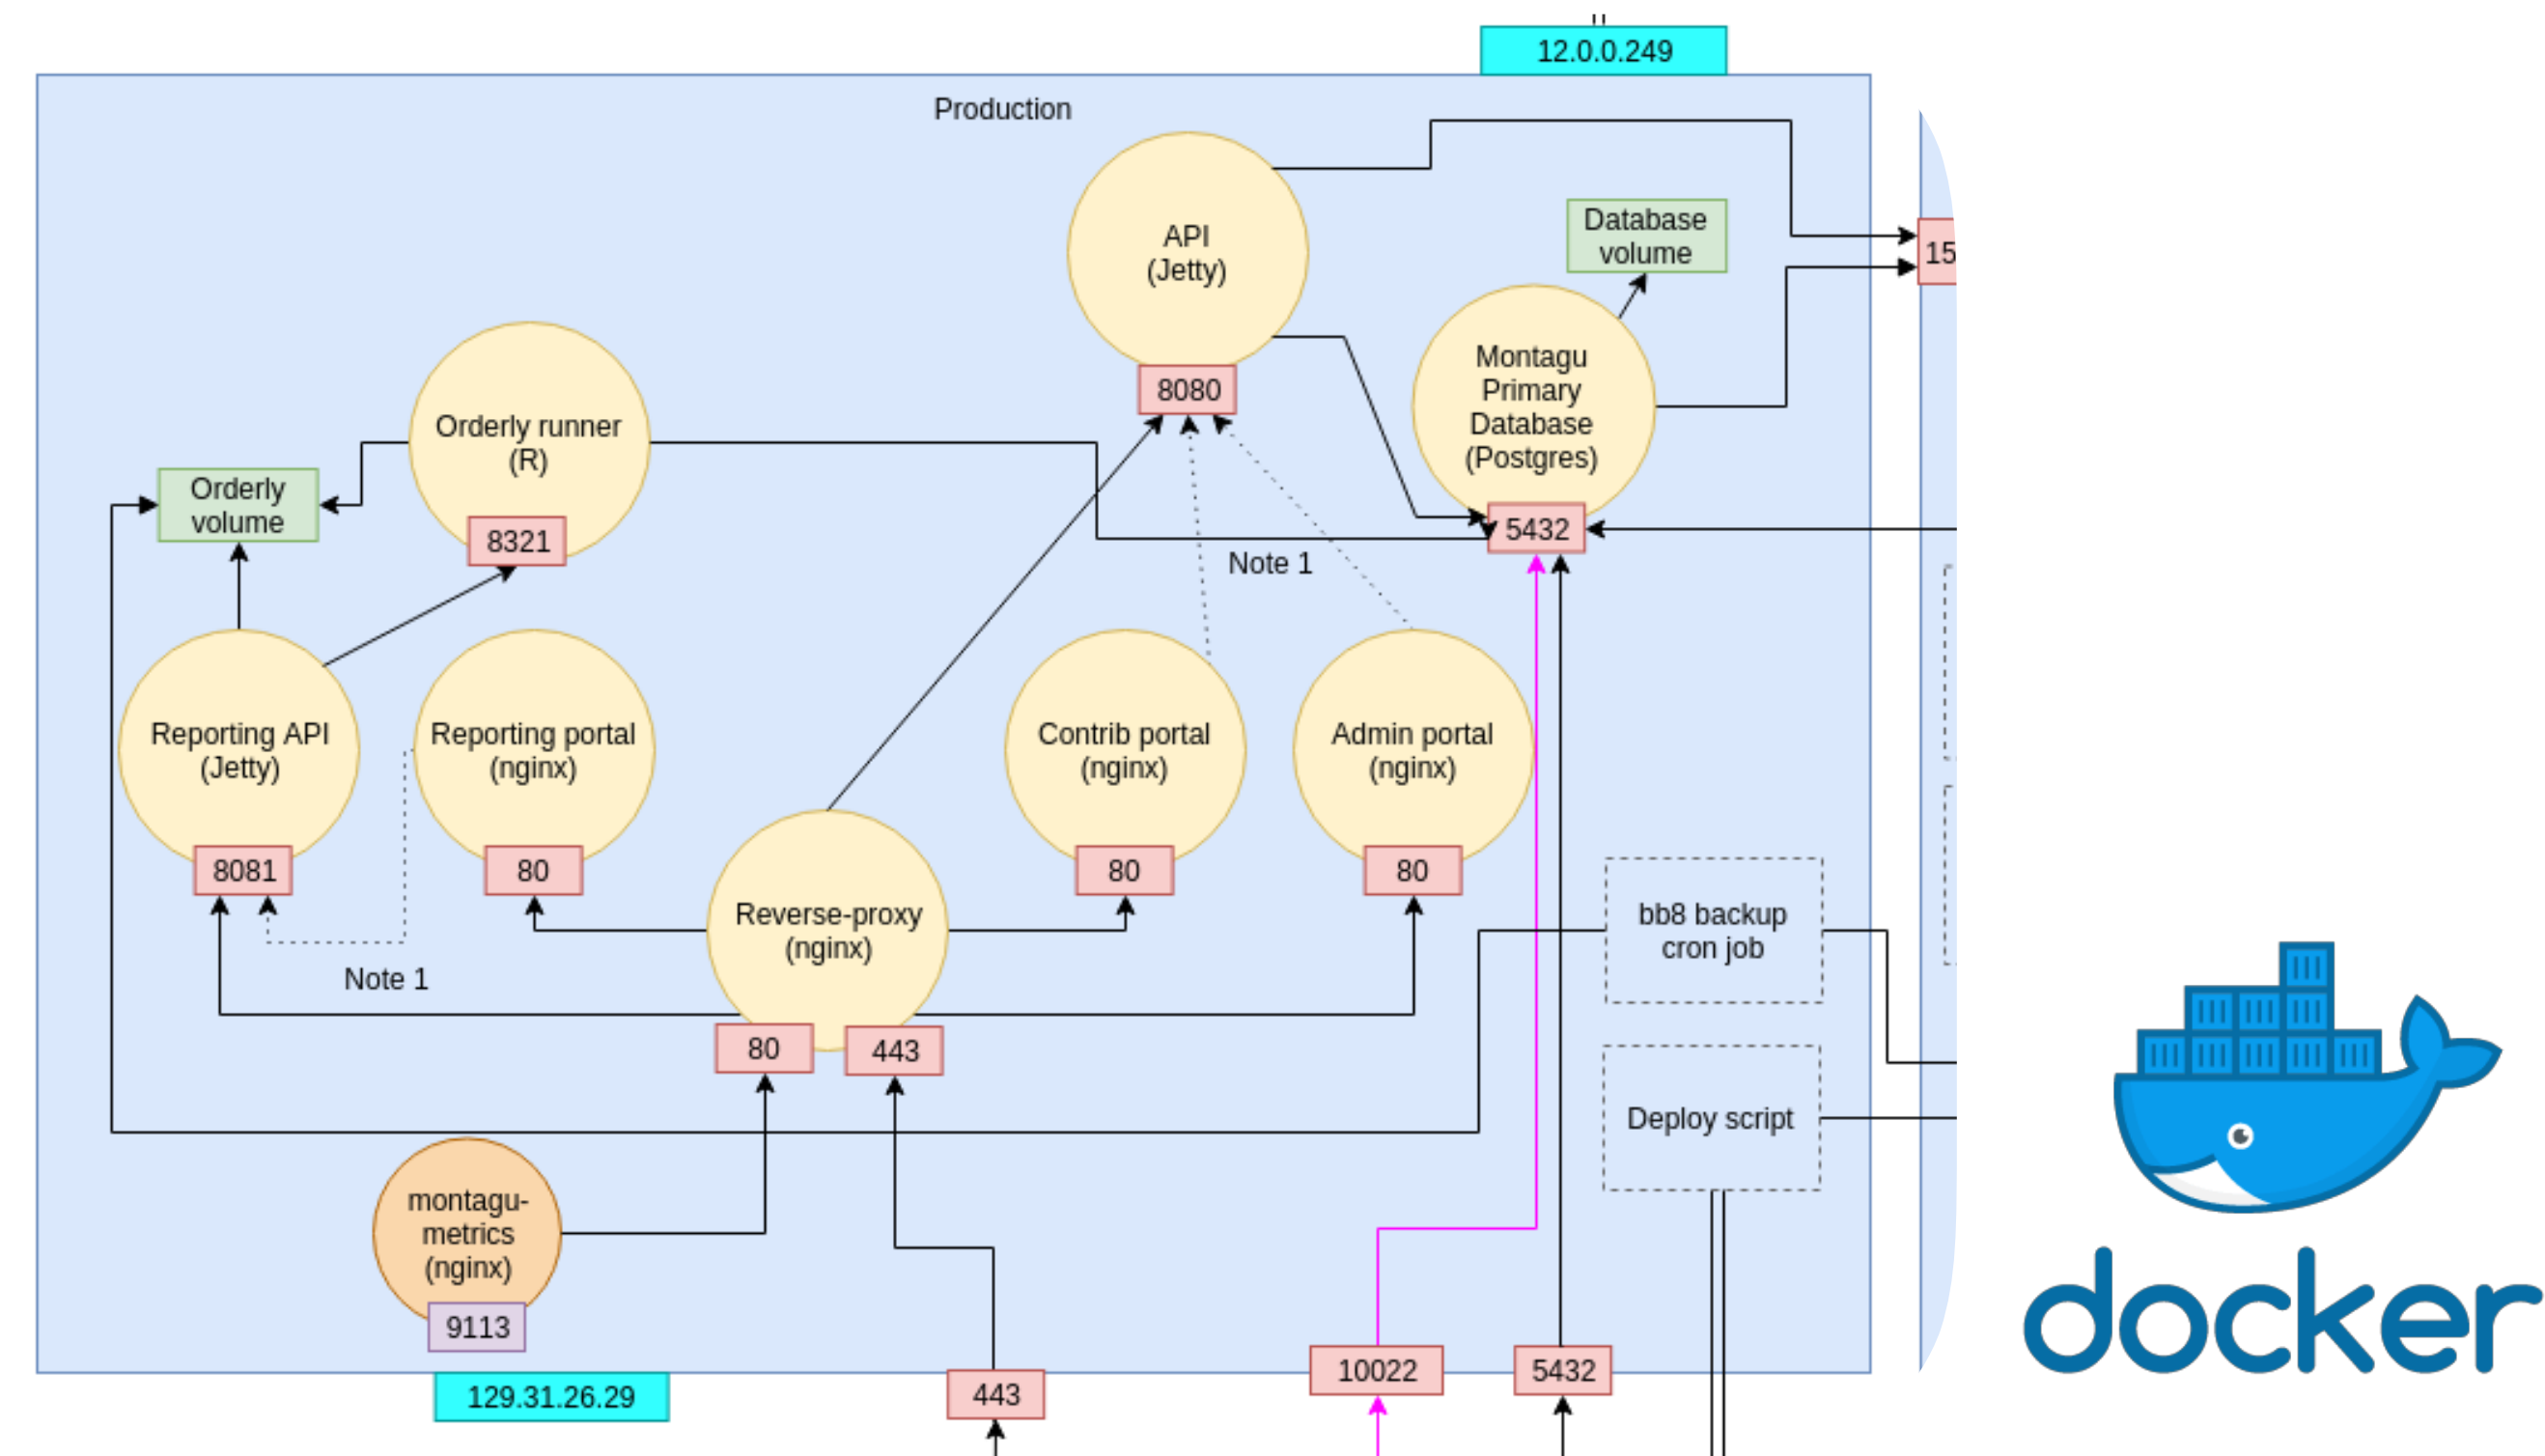 12.0.0.249
Production
API
(Jetty)
8080
Database
volume
15
Montagu
Primary
Database
(Postgres)
5432
Orderly runner
(R)
8321
Orderly
volume
Note 1
Reporting API
(Jetty)
8081
Reporting portal
(nginx)
80
Contrib portal
(nginx)
80
Admin portal
(nginx)
80
Reverse-proxy
(nginx)
80
443
Note 1
bb8 backup
cron job
Deploy script
montagu-
metrics
(nginx)
9113
129.31.26.29
443
10022
5432
docker